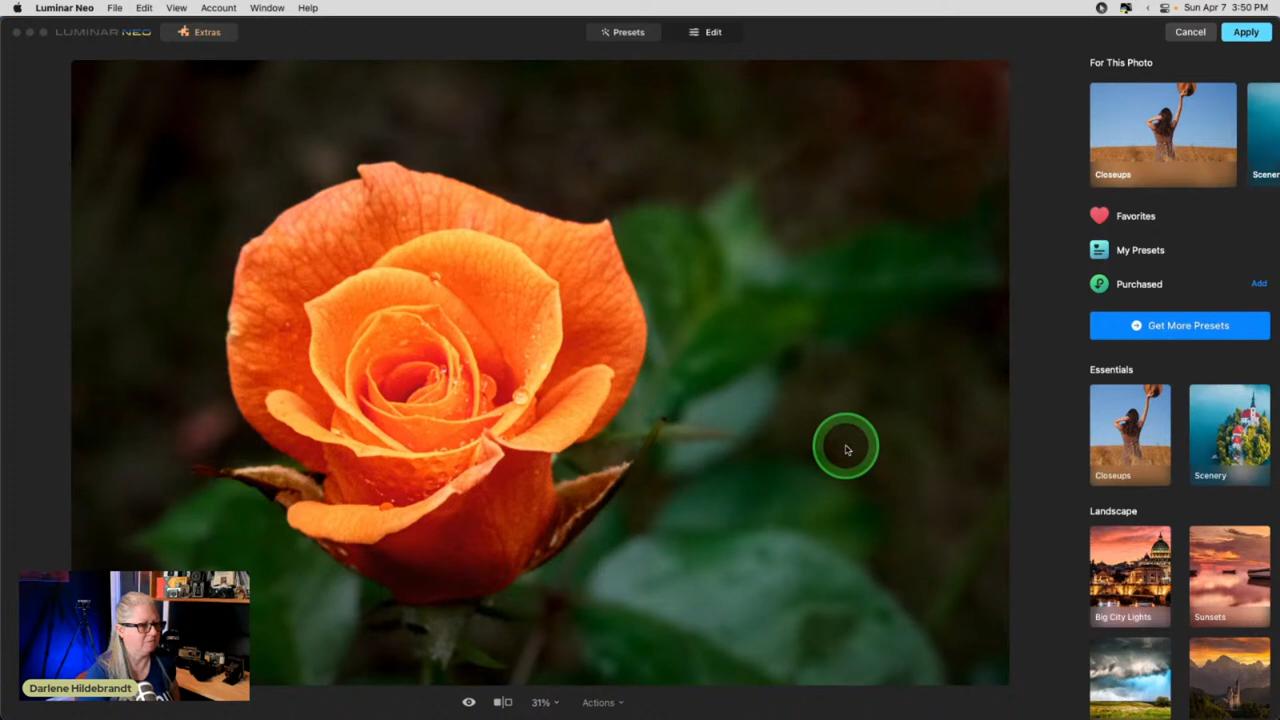 Luminar Neo File Edit View Account Window Help Sun Apr 7 3:50 PM
LUMINAR NEO Extras Presets Edit Cancel Apply
For This Photo
Closeups Scener
Favorites
My Presets
Purchased Add
Get More Presets
Essentials
Closeups Scenery
Landscape
Big City Lights Sunsets
Darlene Hildebrandt
31% Actions